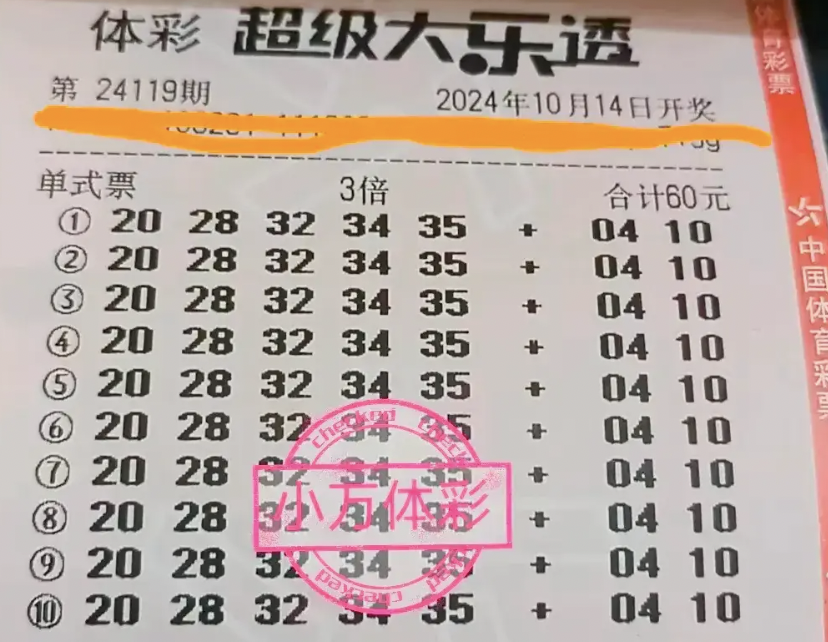 体彩 超级大乐透
第 24119期 2024年10月14日开奖
单式票 3倍 合计60元
① 20 28 32 34 35 + 04 10
② 20 28 32 34 35 + 04 10
③ 20 28 32 34 35 + 04 10
④ 20 28 32 34 35 + 04 10
⑤ 20 28 32 34 35 + 04 10
⑥ 20 28 32 34 35 + 04 10
⑦ 20 28 32 34 35 + 04 10
⑧ 20 28 32 34 35 + 04 10
⑨ 20 28 32 34 35 + 04 10
⑩ 20 28 32 34 35 + 04 10
checked checked
小方体彩
checked checked
体育彩票
中国体育彩票